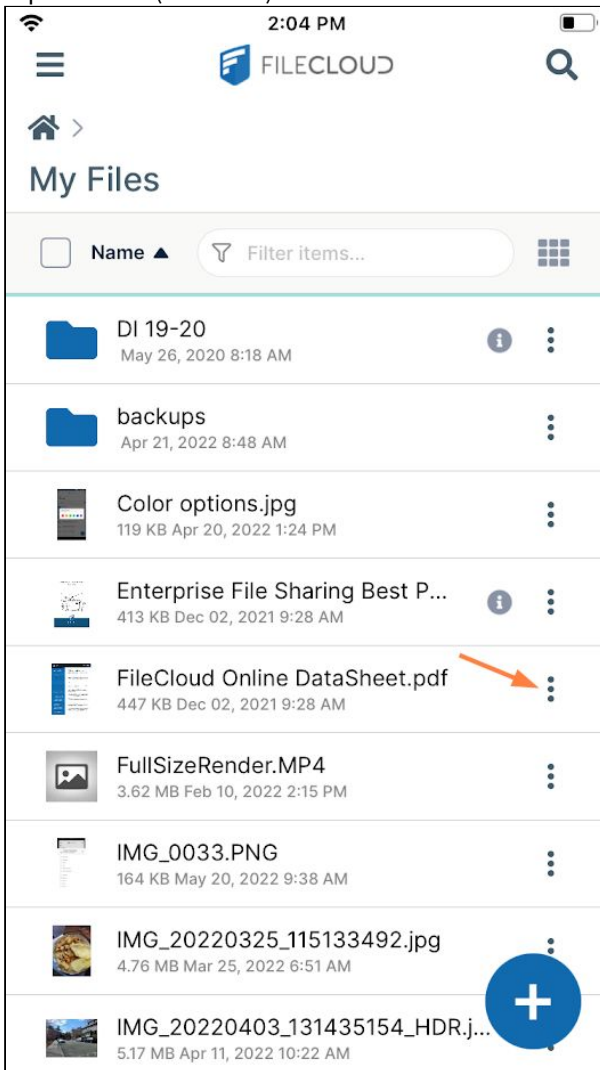 2:04 PM
FILECLOUD
My Files
Name ▲ Filter items...
DI 19-20
May 26, 2020 8:18 AM
backups
Apr 21, 2022 8:48 AM
Color options.jpg
119 KB Apr 20, 2022 1:24 PM
Enterprise File Sharing Best P...
413 KB Dec 02, 2021 9:28 AM
FileCloud Online DataSheet.pdf
447 KB Dec 02, 2021 9:28 AM
FullSizeRender.MP4
3.62 MB Feb 10, 2022 2:15 PM
IMG_0033.PNG
164 KB May 20, 2022 9:38 AM
IMG_20220325_115133492.jpg
4.76 MB Mar 25, 2022 6:51 AM
IMG_20220403_131435154_HDR.j...
5.17 MB Apr 11, 2022 10:22 AM